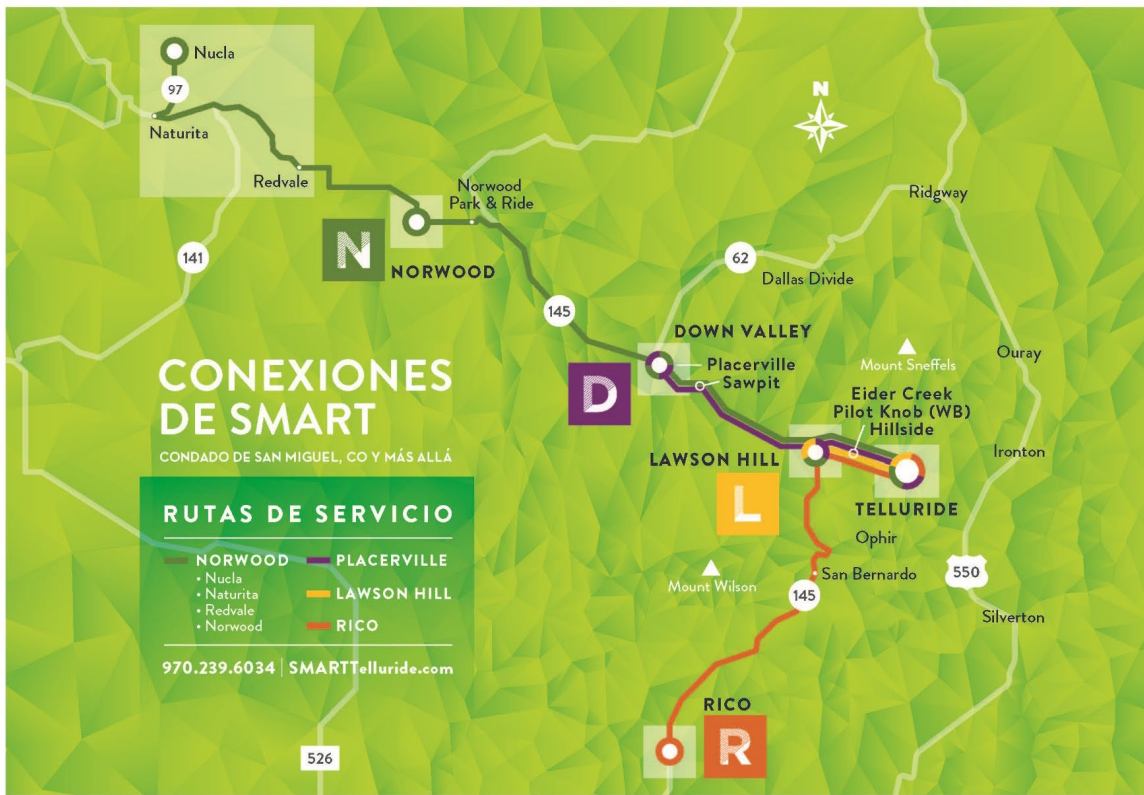 N
Nucla
97
Naturita
Redvale
Norwood
Park & Ride
Ridgway
141
N
NORWOOD
62
Dallas Divide
145
DOWN VALLEY
Placerville
Sawpit
D
Mount Sneffels
Ouray
CONEXIONES
DE SMART
CONDADO DE SAN MIGUEL, CO Y MÁS ALLÁ
Eider Creek
Pilot Knob (WB)
Hillside
LAWSON HILL
Ironton
L
TELLURIDE
Ophir
RUTAS DE SERVICIO
NORWOOD
• Nucla
• Naturita
• Redvale
• Norwood
PLACERVILLE
LAWSON HILL
RICO
970.239.6034 | SMARTTelluride.com
San Bernardo
Mount Wilson
145
550
Silverton
RICO
R
526